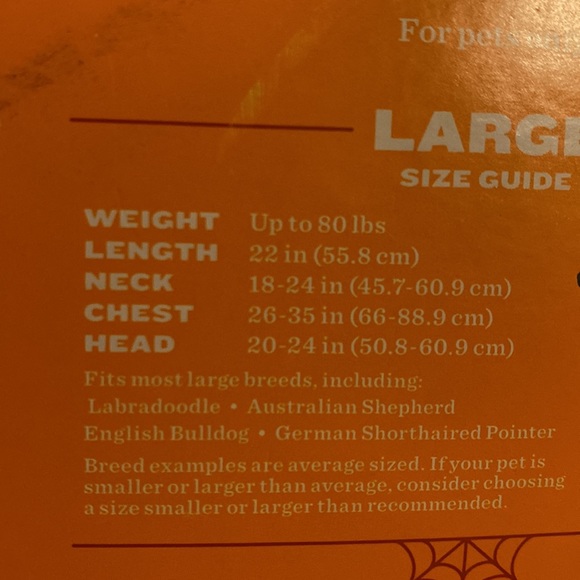 For pets
LARGE
SIZE GUIDE
WEIGHT Up to 80 lbs
LENGTH 22 in (55.8 cm)
NECK 18-24 in (45.7-60.9 cm)
CHEST 26-35 in (66-88.9 cm)
HEAD 20-24 in (50.8-60.9 cm)
Fits most large breeds, including:
Labradoodle • Australian Shepherd
English Bulldog • German Shorthaired Pointer
Breed examples are average sized. If your pet is
smaller or larger than average, consider choosing
a size smaller or larger than recommended.